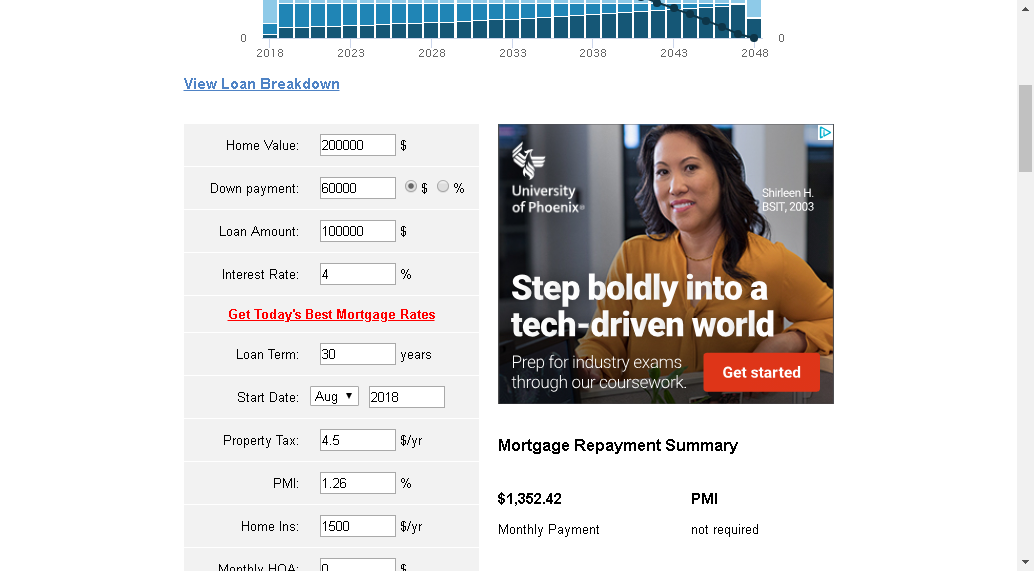 0 0
2018 2023 2028 2033 2038 2043 2048
View Loan Breakdown
Home Value: 200000 $
Down payment: 60000 $ %
Loan Amount: 100000 $
Interest Rate: 4 %
Get Today's Best Mortgage Rates
Loan Term: 30 years
Start Date: Aug 2018
Property Tax: 4.5 $/yr
PMI: 1.26 %
Home Ins: 1500 $/yr
Monthly HOA: 0 $
University
of Phoenix
Shirleen H.
BSIT, 2003
Step boldly into a
tech-driven world
Prep for industry exams
through our coursework.
Get started
Mortgage Repayment Summary
$1,352.42 PMI
Monthly Payment not required